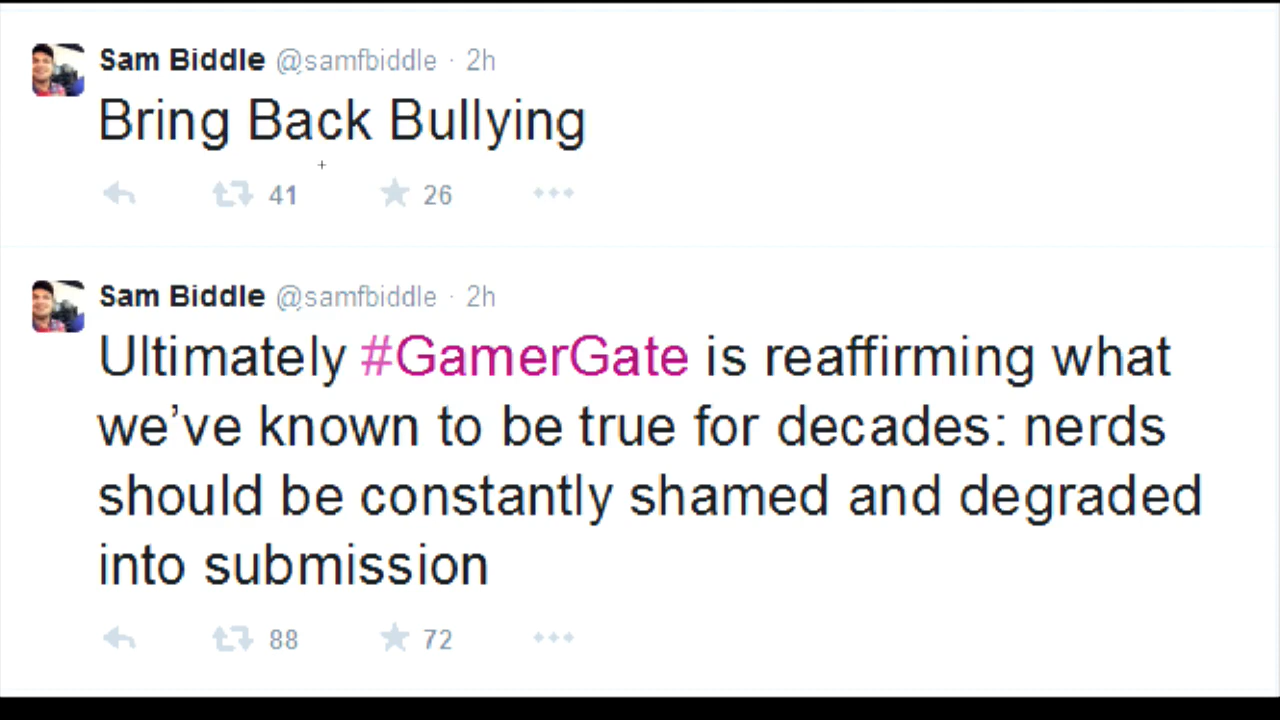 Sam Biddle @samfbiddle · 2h
Bring Back Bullying
41 26
Sam Biddle @samfbiddle · 2h
Ultimately #GamerGate is reaffirming what
we’ve known to be true for decades: nerds
should be constantly shamed and degraded
into submission
88 72